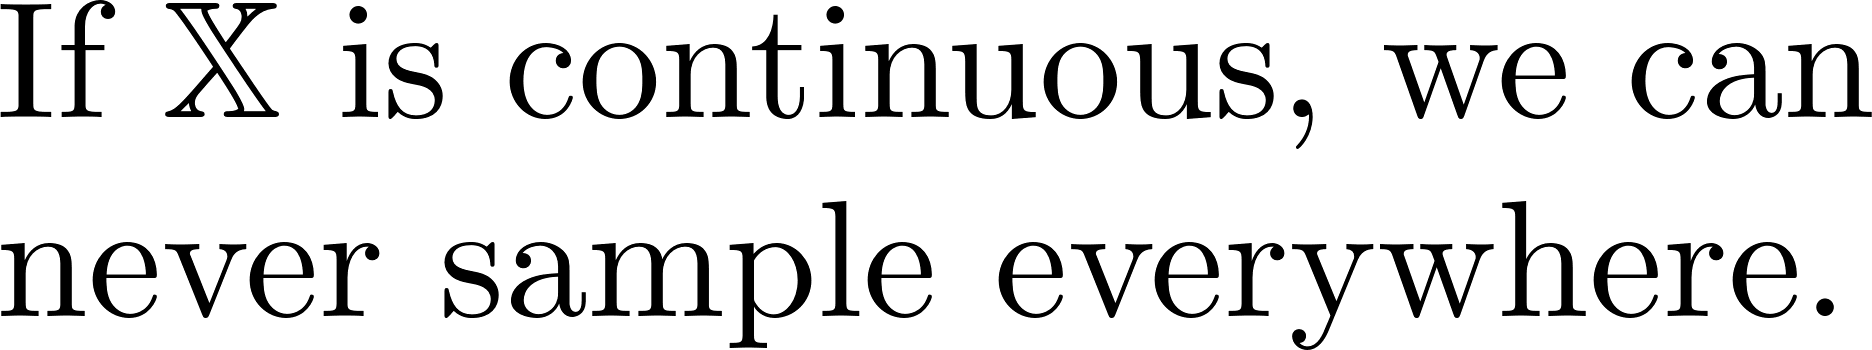 If 𝕏 is continuous, we can
never sample everywhere.